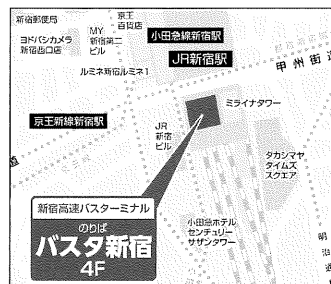 新宿郵便局
ヨドバシカメラ
新宿西口店
MY
新宿第二
ビル
京王
百貨店
小田急線新宿駅
JR新宿駅
ルミネ新宿ルミネ1
甲州街道
京王新線新宿駅
JR
新宿
ビル
ミライナタワー
タカシマヤ
タイムズ
スクエア
道
新宿高速バスターミナル
のりば
バスタ新宿
4F
小田急ホテル
センチュリー
サザンタワー
明治通